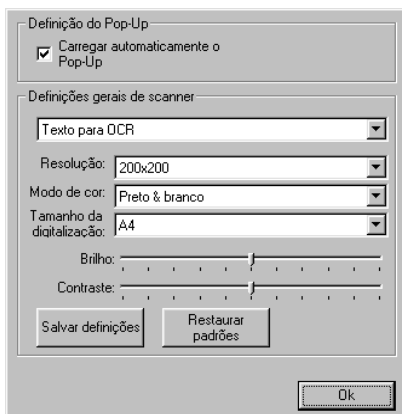 Definição do Pop-Up
Carregar automaticamente o
Pop-Up
Definições gerais de scanner
Texto para OCR
Resolução: 200x200
Modo de cor: Preto & branco
Tamanho da
digitalização: A4
Brilho:
Contraste:
Salvar definições
Restaurar
padrões
Ok